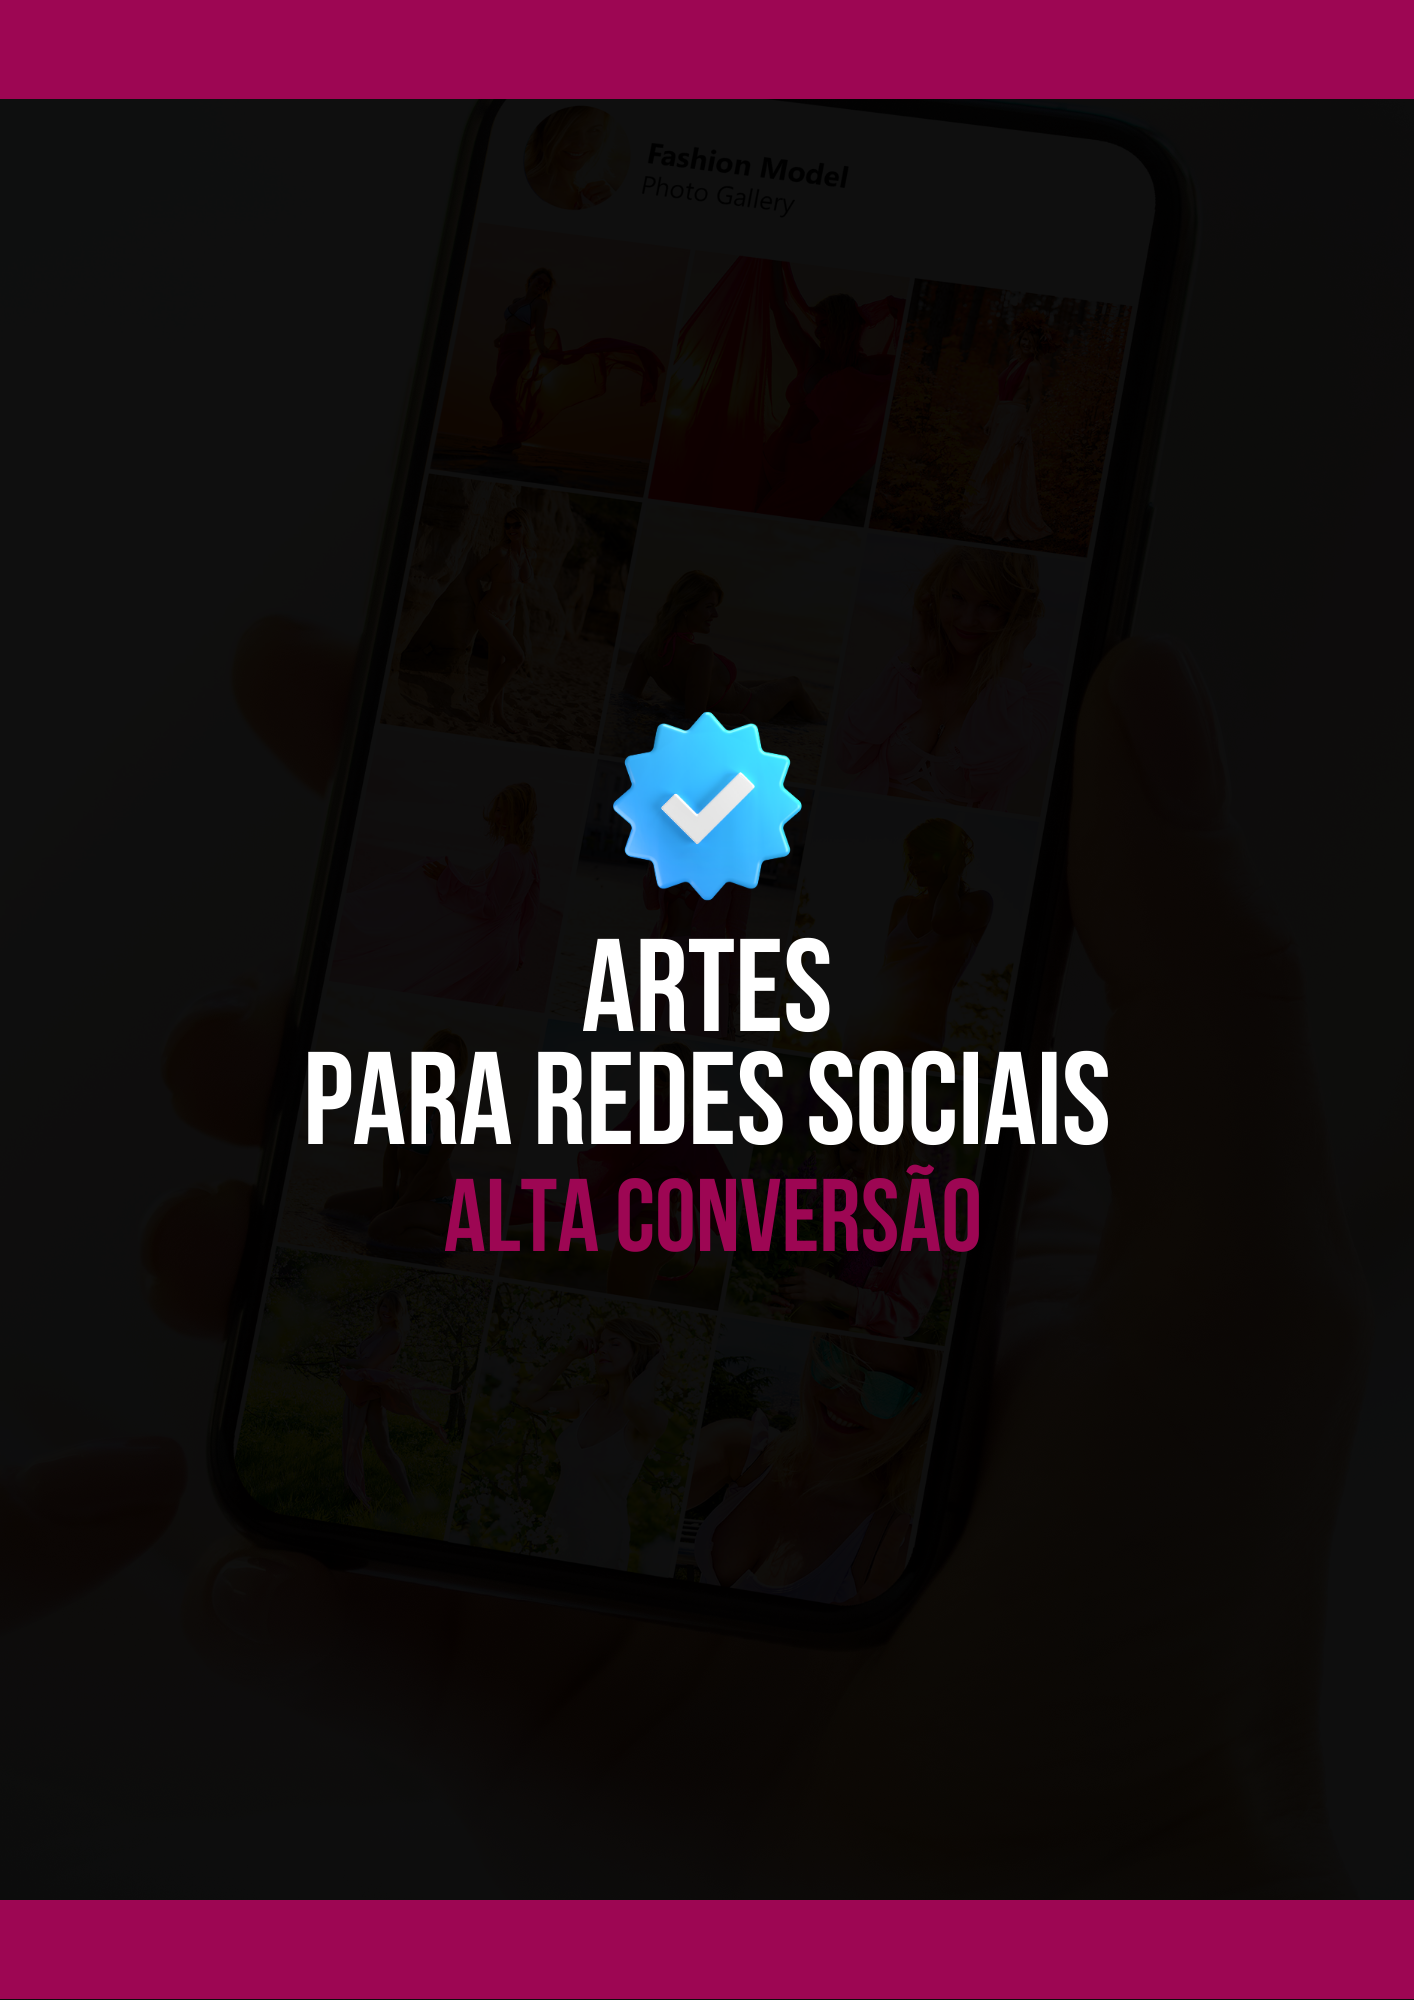 Fashion Model
Photo Gallery
ARTES
PARA REDES SOCIAIS
ALTA CONVERSÃO